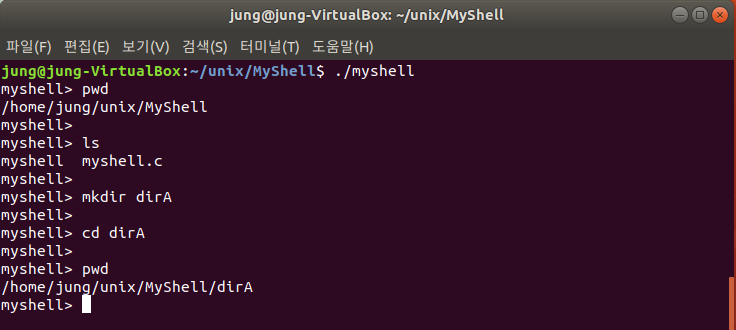 jung@jung-VirtualBox: ~/unix/MyShell
파일(F) 편집(E) 보기(V) 검색(S) 터미널(T) 도움말(H)
jung@jung-VirtualBox:~/unix/MyShell$ ./myshell
myshell> pwd
/home/jung/unix/MyShell
myshell>
myshell> ls
myshell  myshell.c
myshell>
myshell> mkdir dirA
myshell>
myshell> cd dirA
myshell>
myshell> pwd
/home/jung/unix/MyShell/dirA
myshell>